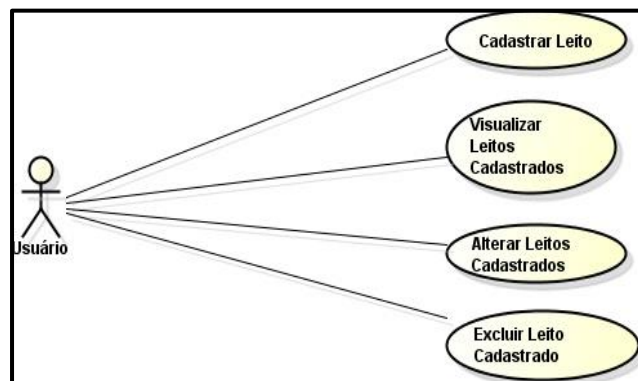 Cadastrar Leito
Visualizar
Leitos
Cadastrados
Usuário
Alterar Leitos
Cadastrados
Excluir Leito
Cadastrado